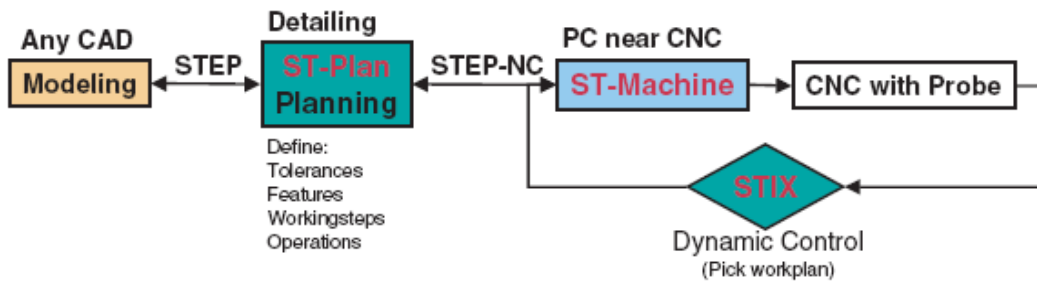 Any CAD
Modeling
STEP
Detailing
ST-Plan
Planning
Define:
Tolerances
Features
Workingsteps
Operations
STEP-NC
PC near CNC
ST-Machine
CNC with Probe
STIX
Dynamic Control
(Pick workplan)